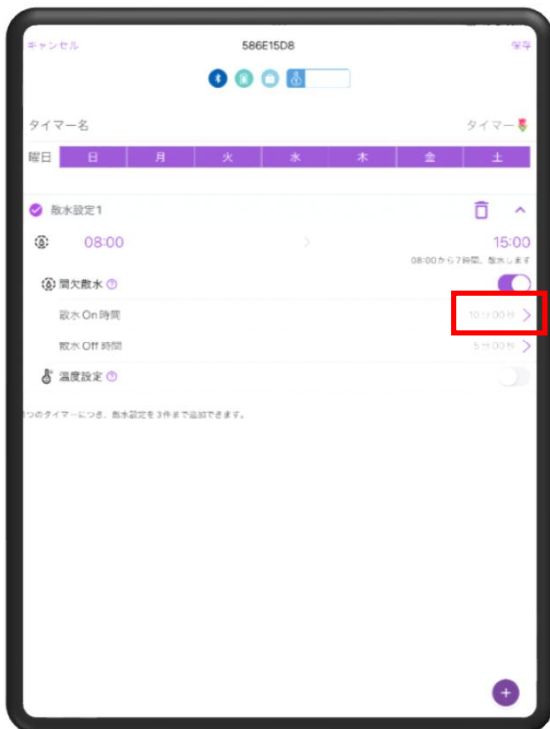 キャンセル 586E15D8 保存
タイマー名 タイマー🌷
曜日 日 月 火 水 木 金 土
散水設定1
08:00 > 15:00
08:00から7時間、散水します
間欠散水 ?
散水 On 時間 10分00秒 >
散水 Off 時間 5分00秒 >
温度設定 ?
1つのタイマーにつき、散水設定を3件まで追加できます。
+